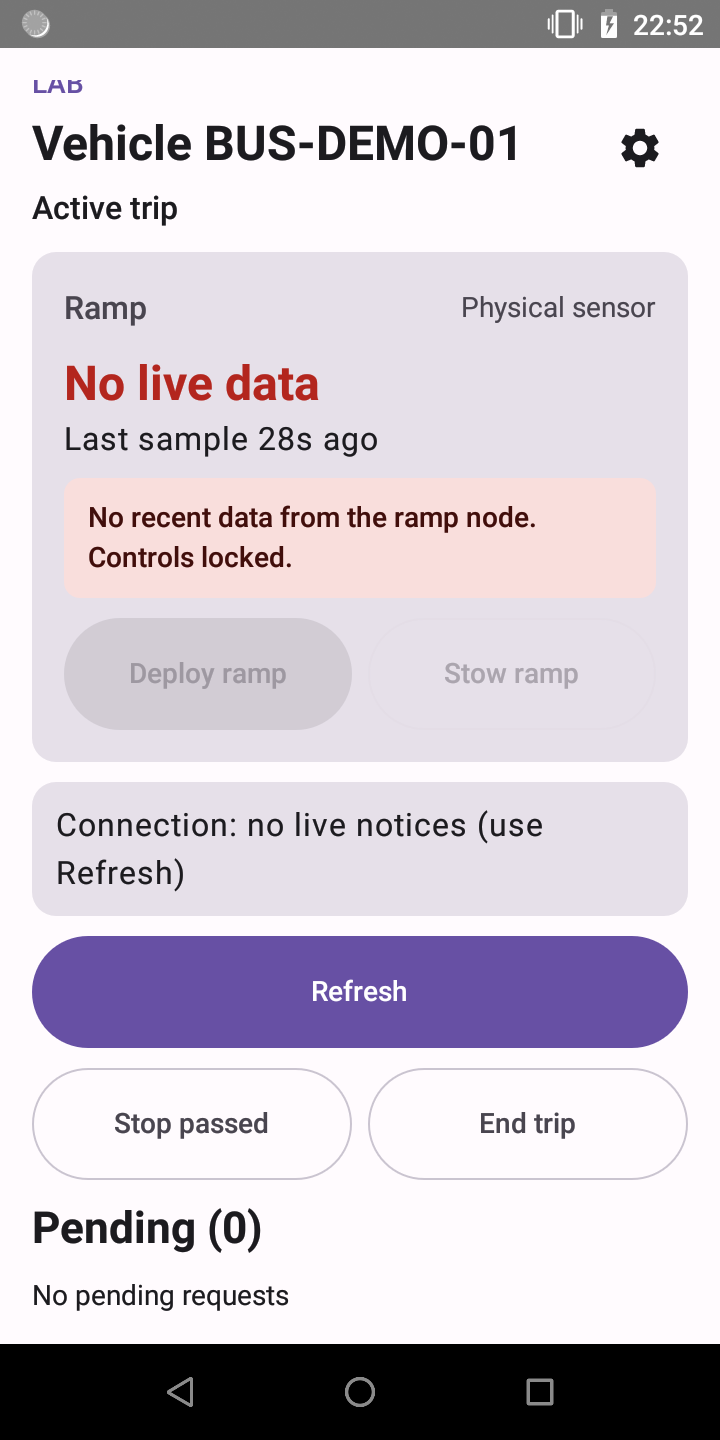 22:52
LAB
Vehicle BUS-DEMO-01
Active trip
Ramp
Physical sensor
No live data
Last sample 28s ago
No recent data from the ramp node.
Controls locked.
Deploy ramp
Stow ramp
Connection: no live notices (use
Refresh)
Refresh
Stop passed
End trip
Pending (0)
No pending requests